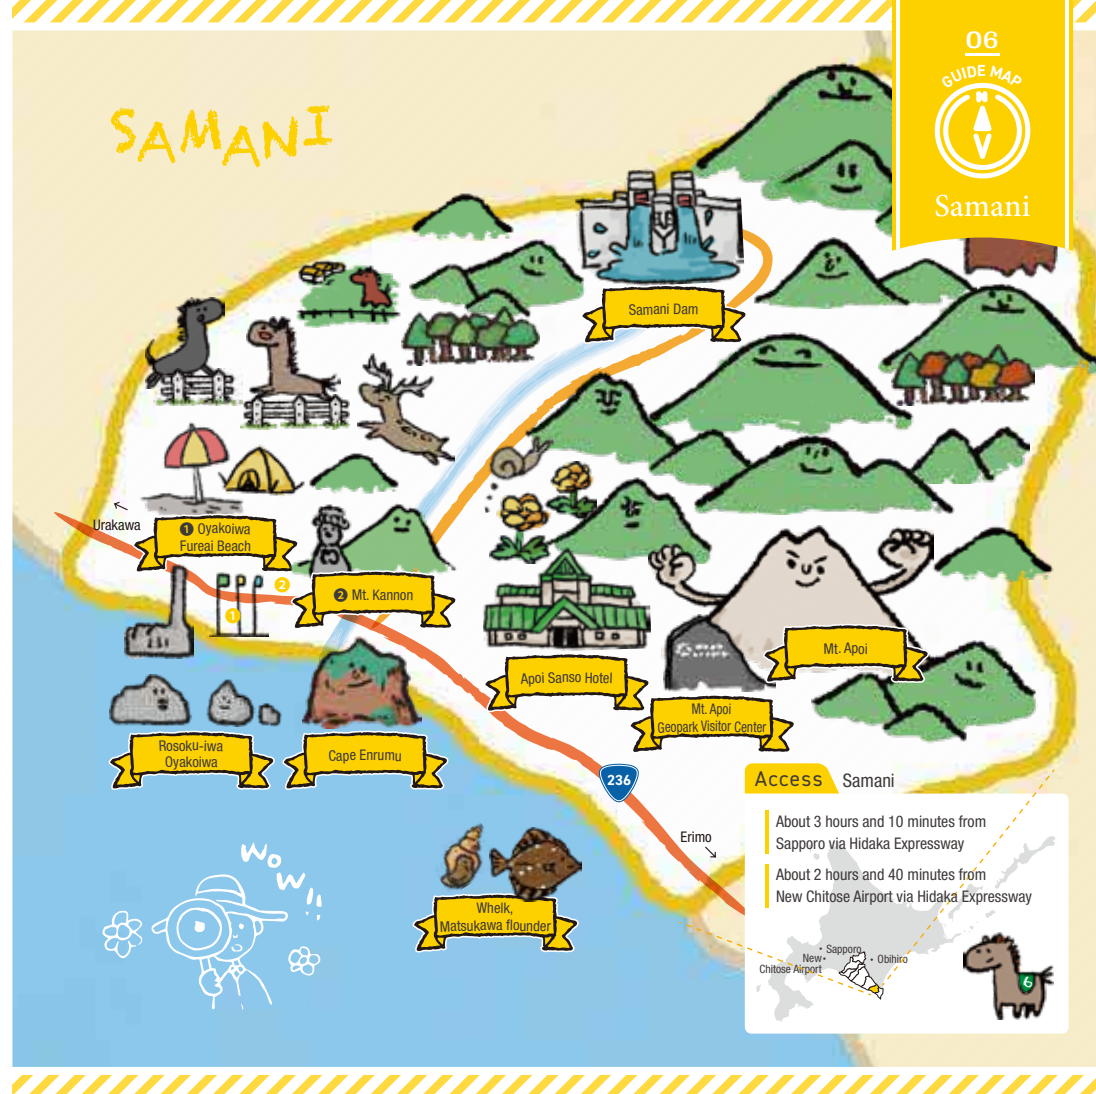 06
GUIDE MAP
N
Samani
SAMANI
Samani Dam
Urakawa
❶ Oyakoiwa
Fureai Beach
2
1
❷ Mt. Kannon
Mt. Apoi
Apoi Sanso Hotel
Mt. Apoi
Geopark Visitor Center
Rosoku-iwa
Oyakoiwa
Cape Enrumu
236
Erimo
Whelk,
Matsukawa flounder
WOW!!
Access Samani
About 3 hours and 10 minutes from
Sapporo via Hidaka Expressway
About 2 hours and 40 minutes from
New Chitose Airport via Hidaka Expressway
Sapporo
New
Chitose Airport
Obihiro
6